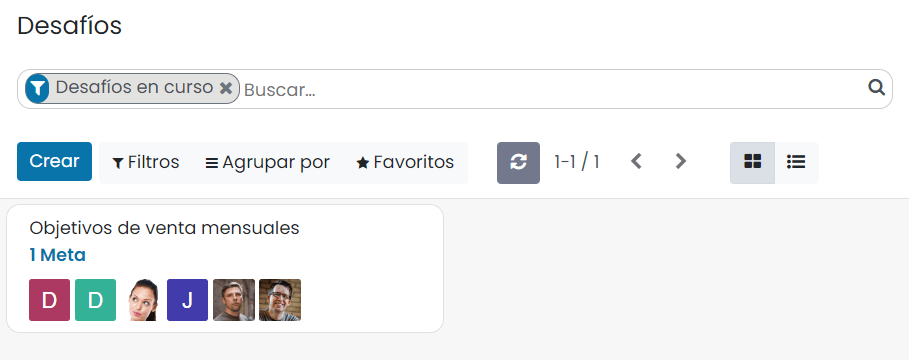 Desafíos
Desafíos en curso Buscar...
Crear Filtros Agrupar por Favoritos 1-1 / 1
Objetivos de venta mensuales
1 Meta
D D J